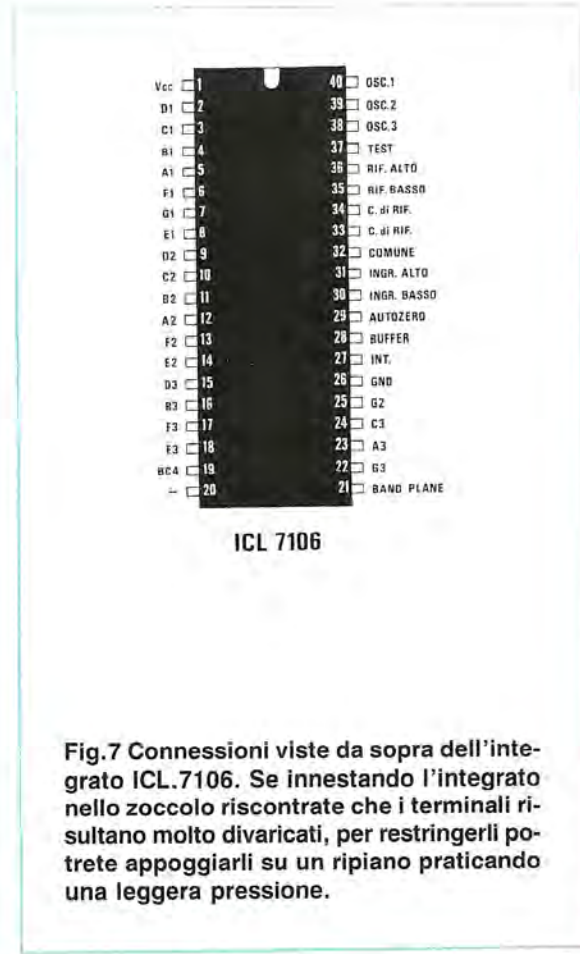 Vcc 1 40 OSC.1
D1 2 39 OSC.2
C1 3 38 OSC.3
B1 4 37 TEST
A1 5 36 RIF. ALTO
F1 6 35 RIF. BASSO
G1 7 34 C. di RIF.
E1 8 33 C. di RIF.
D2 9 32 COMUNE
C2 10 31 INGR. ALTO
B2 11 30 INGR. BASSO
A2 12 29 AUTOZERO
F2 13 28 BUFFER
E2 14 27 INT.
D3 15 26 GND
B3 16 25 G2
F3 17 24 C3
E3 18 23 A3
BC4 19 22 G3
– 20 21 BAND PLANE
ICL 7106
Fig.7 Connessioni viste da sopra dell'inte-
grato ICL.7106. Se innestando l'integrato
nello zoccolo riscontrate che i terminali ri-
sultano molto divaricati, per restringerli po-
trete appoggiarli su un ripiano praticando
una leggera pressione.